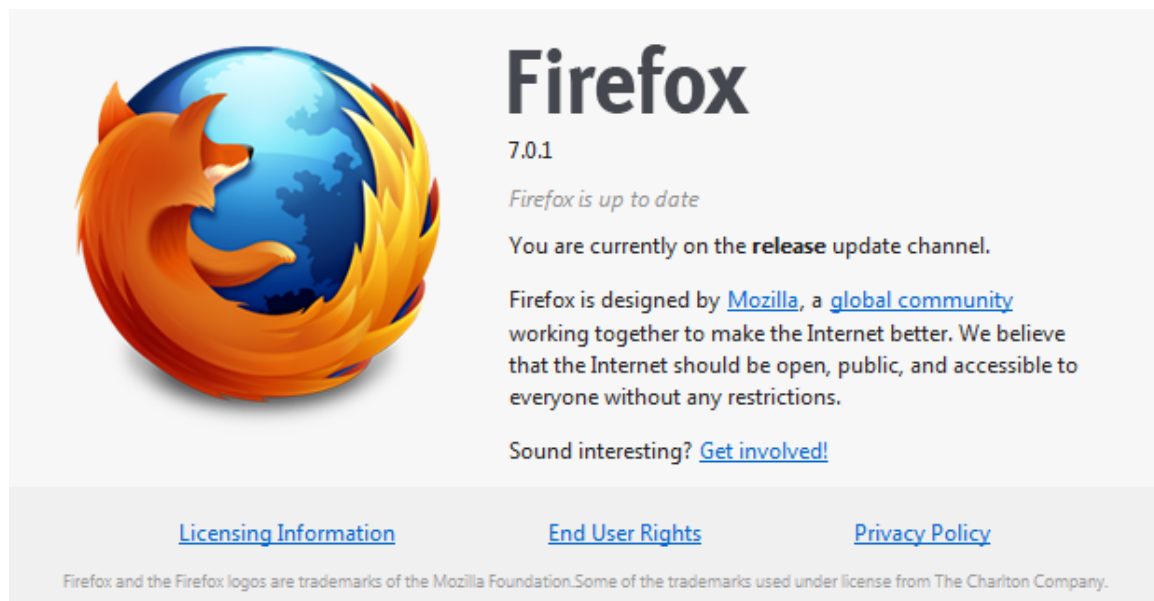 Firefox
7.0.1
Firefox is up to date
You are currently on the release update channel.
Firefox is designed by Mozilla, a global community
working together to make the Internet better. We believe
that the Internet should be open, public, and accessible to
everyone without any restrictions.
Sound interesting? Get involved!
Licensing Information End User Rights Privacy Policy
Firefox and the Firefox logos are trademarks of the Mozilla Foundation.Some of the trademarks used under license from The Charlton Company.